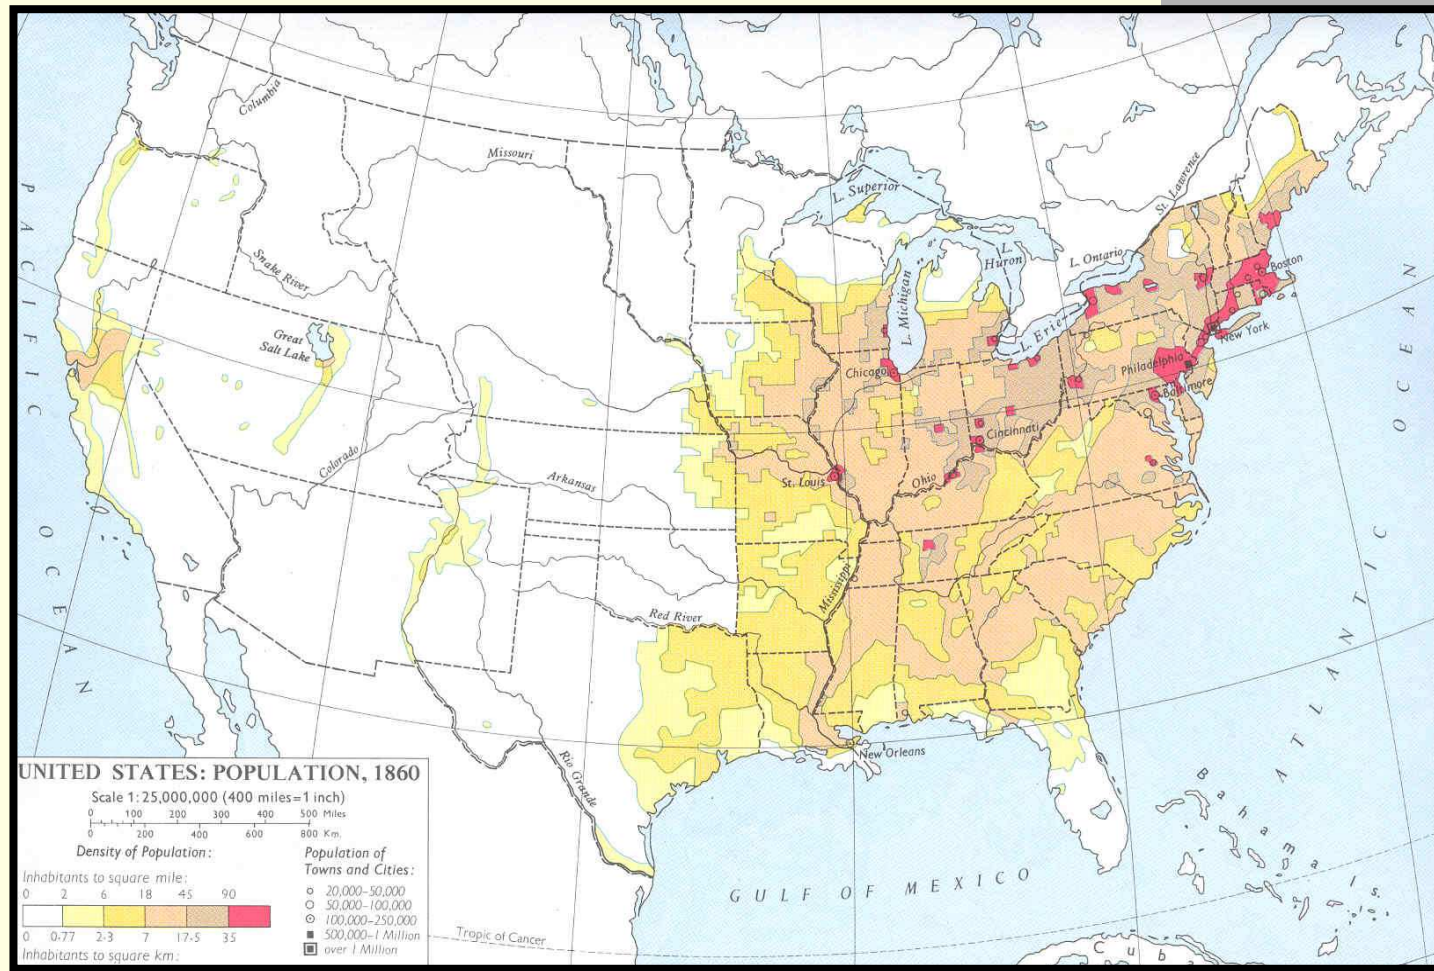 Columbia
Missouri
L. Superior
St. Lawrence
L. Huron
L. Ontario
Boston
Snake River
L. Michigan
L. Erie
New York
Great
Salt Lake
Philadelphia
Chicago
Baltimore
Cincinnati
Colorado
Arkansas
St. Louis
Ohio
Mississippi
Red River
New Orleans
Rio Grande
PACIFIC OCEAN
ATLANTIC OCEAN
GULF OF MEXICO
Bahama Is.
Cuba
Tropic of Cancer
UNITED STATES: POPULATION, 1860
Scale 1:25,000,000 (400 miles=1 inch)
0 100 200 300 400 500 Miles
0 200 400 600 800 Km.
Density of Population:
Inhabitants to square mile:
0 2 6 18 45 90
0 0·77 2·3 7 17·5 35
Inhabitants to square km:
Population of
Towns and Cities:
20,000–50,000
50,000–100,000
100,000–250,000
500,000–1 Million
over 1 Million